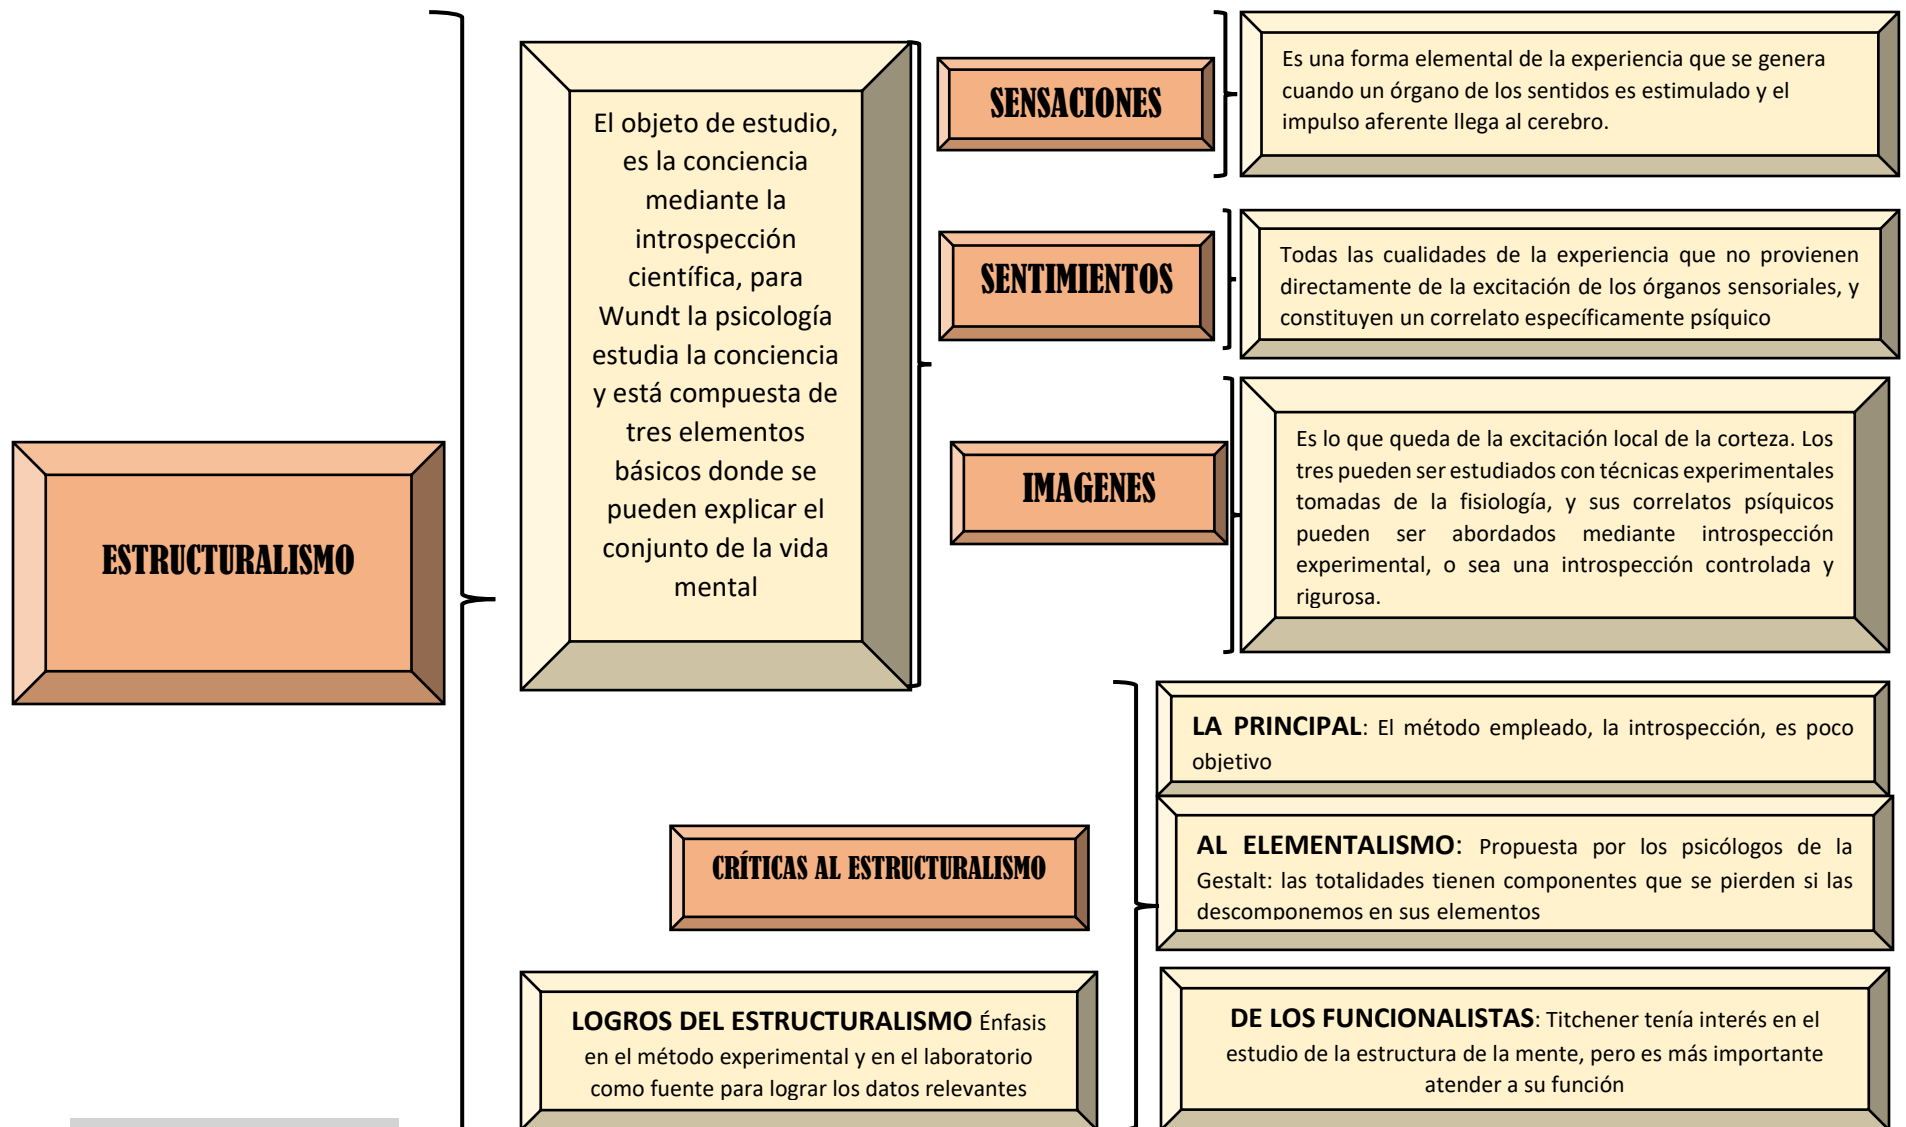 ESTRUCTURALISMO
El objeto de estudio,
es la conciencia
mediante la
introspección
científica, para
Wundt la psicología
estudia la conciencia
y está compuesta de
tres elementos
básicos donde se
pueden explicar el
conjunto de la vida
mental
SENSACIONES
Es una forma elemental de la experiencia que se genera
cuando un órgano de los sentidos es estimulado y el
impulso aferente llega al cerebro.
SENTIMIENTOS
Todas las cualidades de la experiencia que no provienen
directamente de la excitación de los órganos sensoriales, y
constituyen un correlato específicamente psíquico
IMAGENES
Es lo que queda de la excitación local de la corteza. Los
tres pueden ser estudiados con técnicas experimentales
tomadas de la fisiología, y sus correlatos psíquicos
pueden ser abordados mediante introspección
experimental, o sea una introspección controlada y
rigurosa.
CRÍTICAS AL ESTRUCTURALISMO
LA PRINCIPAL: El método empleado, la introspección, es poco
objetivo
AL ELEMENTALISMO: Propuesta por los psicólogos de la
Gestalt: las totalidades tienen componentes que se pierden si las
descomponemos en sus elementos
DE LOS FUNCIONALISTAS: Titchener tenía interés en el
estudio de la estructura de la mente, pero es más importante
atender a su función
LOGROS DEL ESTRUCTURALISMO Énfasis
en el método experimental y en el laboratorio
como fuente para lograr los datos relevantes